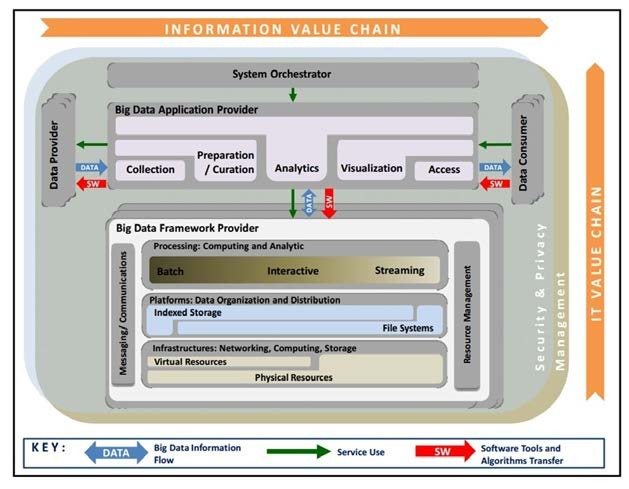 INFORMATION VALUE CHAIN
System Orchestrator
Big Data Application Provider
Collection
Preparation
/ Curation
Analytics
Visualization
Access
Data Provider
DATA
SW
Data Consumer
DATA
SW
DATA
SW
Big Data Framework Provider
Messaging/ Communications
Processing: Computing and Analytic
Batch
Interactive
Streaming
Platforms: Data Organization and Distribution
Indexed Storage
File Systems
Infrastructures: Networking, Computing, Storage
Virtual Resources
Physical Resources
Resource Management
Security & Privacy
Management
IT VALUE CHAIN
KEY:
DATA
Big Data Information
Flow
Service Use
SW
Software Tools and
Algorithms Transfer